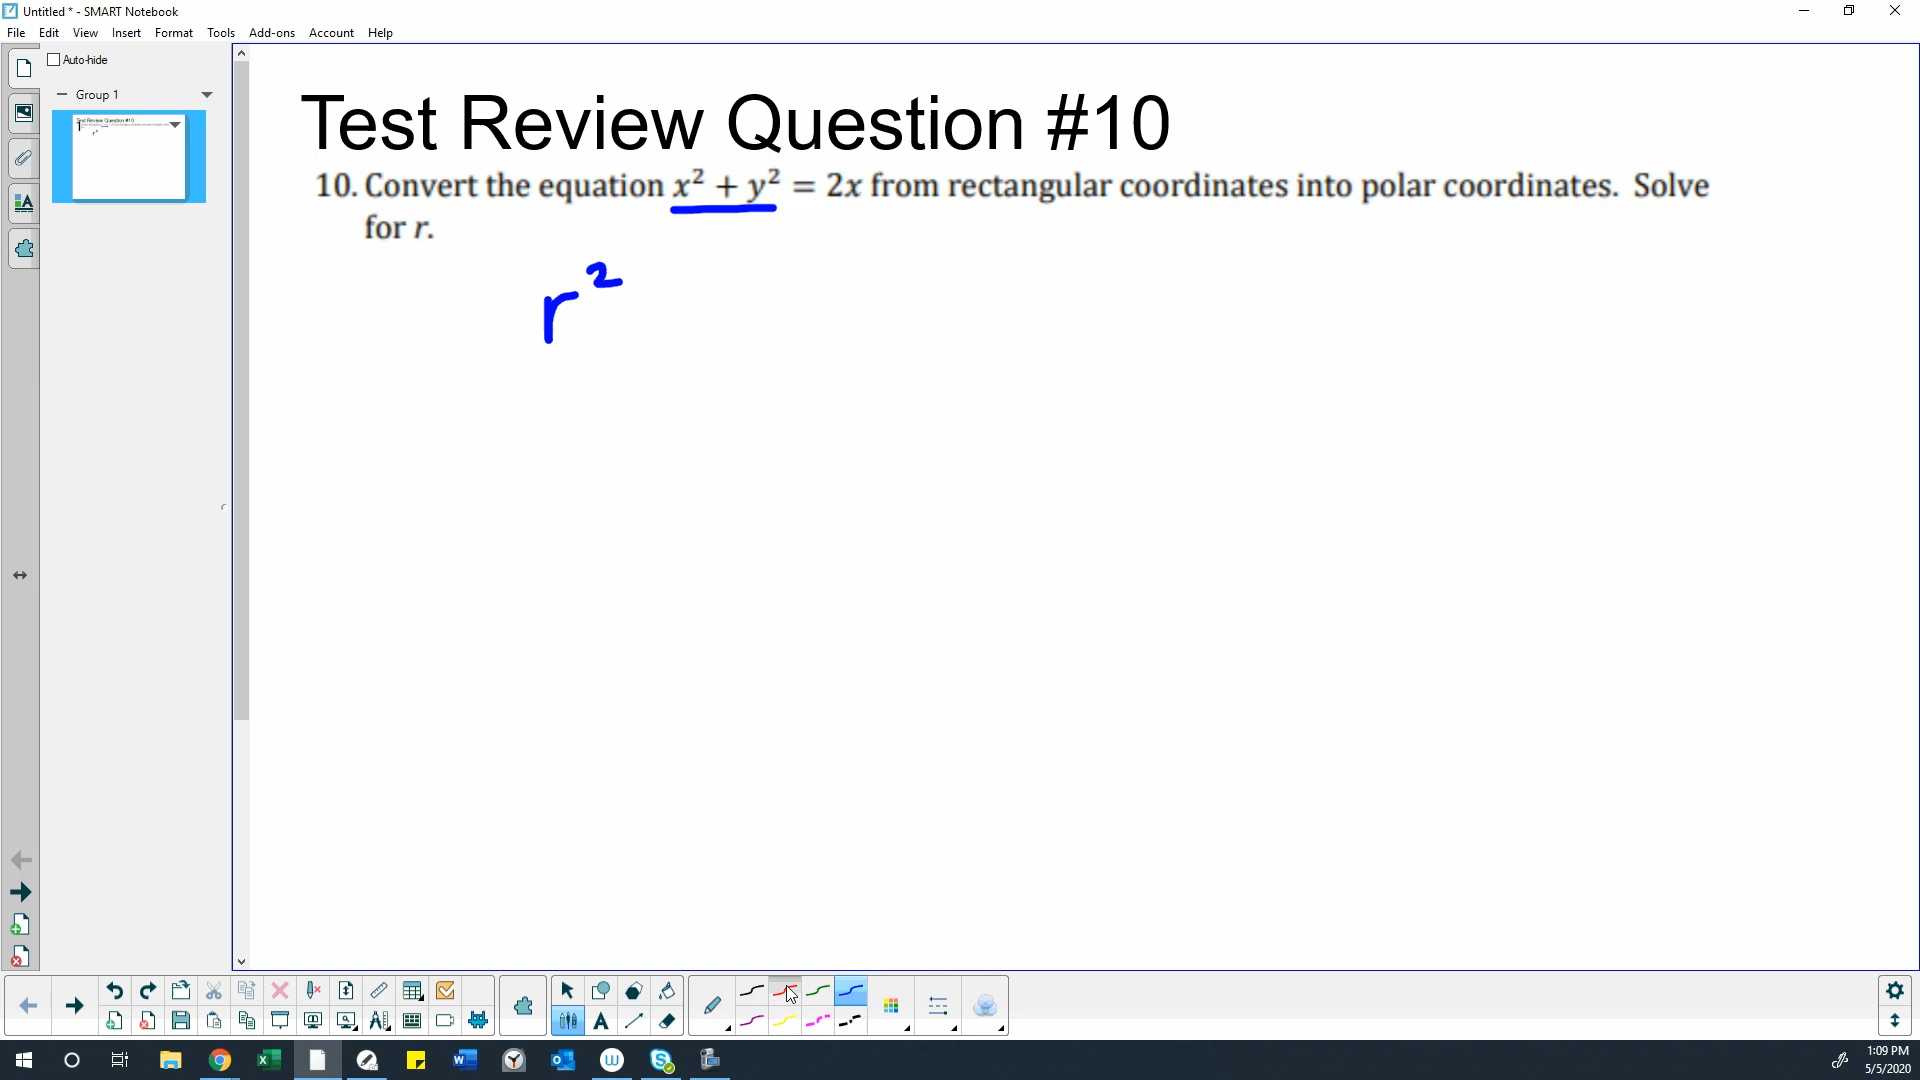 Untitled * - SMART Notebook
File Edit View Insert Format Tools Add-ons Account Help
Auto-hide
Group 1
Test Review Question #10
10. Convert the equation x² + y² = 2x from rectangular coordinates into polar coordinates. Solve
for r.
r²
1:09 PM
5/5/2020